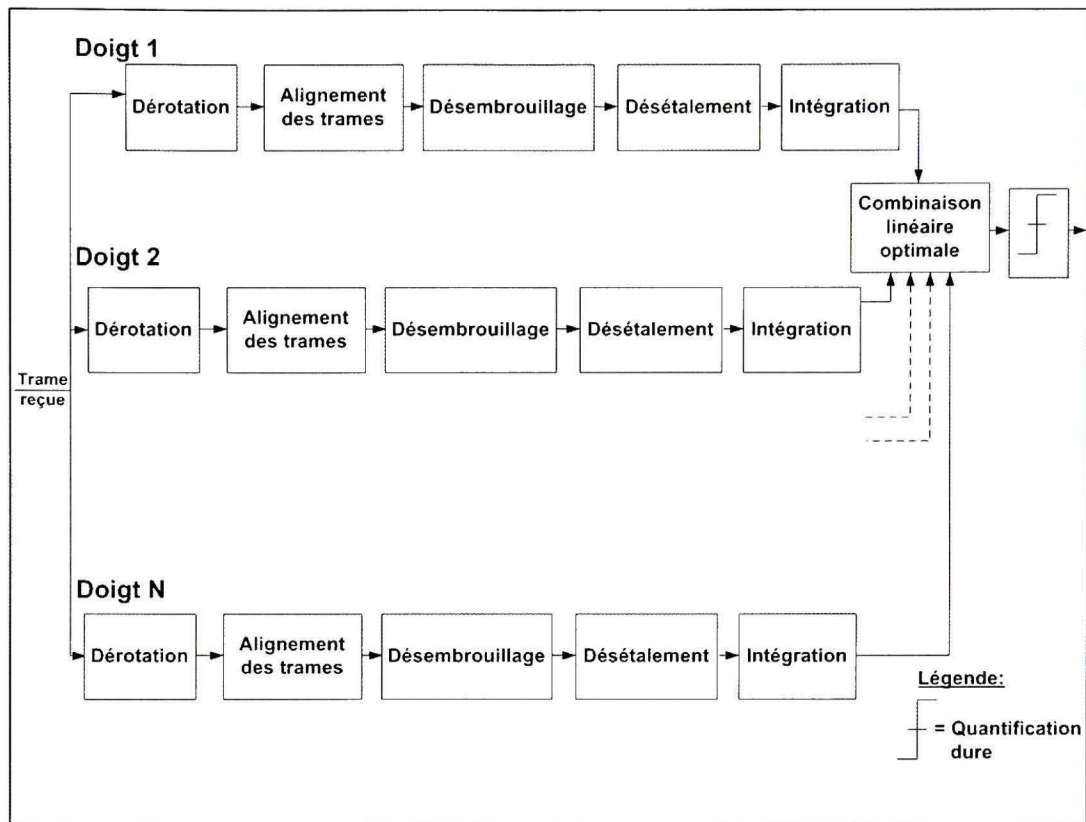 Doigt 1
Dérotation
Alignement
des trames
Désembrouillage
Désétalement
Intégration
Combinaison
linéaire
optimale
Doigt 2
Dérotation
Alignement
des trames
Désembrouillage
Désétalement
Intégration
Trame
reçue
Doigt N
Dérotation
Alignement
des trames
Désembrouillage
Désétalement
Intégration
Légende:
= Quantification
dure